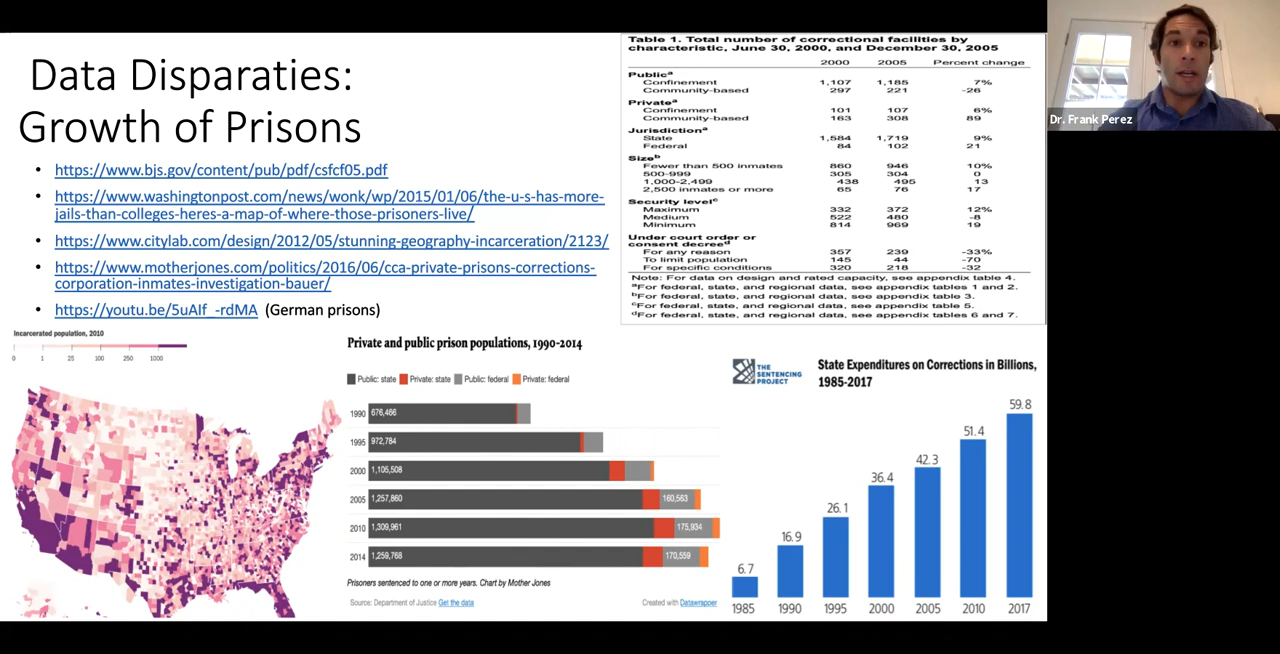 Data Disparaties:
Growth of Prisons
• https://www.bjs.gov/content/pub/pdf/csfcf05.pdf
• https://www.washingtonpost.com/news/wonk/wp/2015/01/06/the-u-s-has-more-
jails-than-colleges-heres-a-map-of-where-those-prisoners-live/
• https://www.citylab.com/design/2012/05/stunning-geography-incarceration/2123/
• https://www.motherjones.com/politics/2016/06/cca-private-prisons-corrections-
corporation-inmates-investigation-bauer/
• https://youtu.be/5uAIf_-rdMA (German prisons)
Table 1. Total number of correctional facilities by
characteristic, June 30, 2000, and December 30, 2005
2000 2005 Percent change
Publicᵃ
Confinement 1,107 1,185 7%
Community-based 297 221 -26
Privateᵃ
Confinement 101 107 6%
Community-based 163 308 89
Jurisdictionᵃ
State 1,584 1,719 9%
Federal 84 102 21
Sizeᵇ
Fewer than 500 inmates 860 946 10%
500-999 305 304 0
1,000-2,499 438 495 13
2,500 inmates or more 65 76 17
Security levelᶜ
Maximum 332 372 12%
Medium 522 480 -8
Minimum 814 969 19
Under court order or
consent decreeᵈ
For any reason 357 239 -33%
To limit population 145 44 -70
For specific conditions 320 218 -32
Note: For data on design and rated capacity, see appendix table 4.
ᵃFor federal, state, and regional data, see appendix tables 1 and 2.
ᵇFor federal, state, and regional data, see appendix table 3.
ᶜFor federal, state, and regional data, see appendix table 5.
ᵈFor federal, state, and regional data, see appendix tables 6 and 7.
Dr. Frank Perez
Incarcerated population, 2010
0 1 25 100 250 1000
Private and public prison populations, 1990-2014
Public: state Private: state Public: federal Private: federal
1990 676,466
1995 972,784
2000 1,105,508
2005 1,257,860 160,563
2010 1,309,961 175,934
2014 1,259,768 170,559
Prisoners sentenced to one or more years. Chart by Mother Jones
Source: Department of Justice Get the data
Created with Datawrapper
THE
SENTENCING
PROJECT
State Expenditures on Corrections in Billions,
1985-2017
6.7 16.9 26.1 36.4 42.3 51.4 59.8
1985 1990 1995 2000 2005 2010 2017